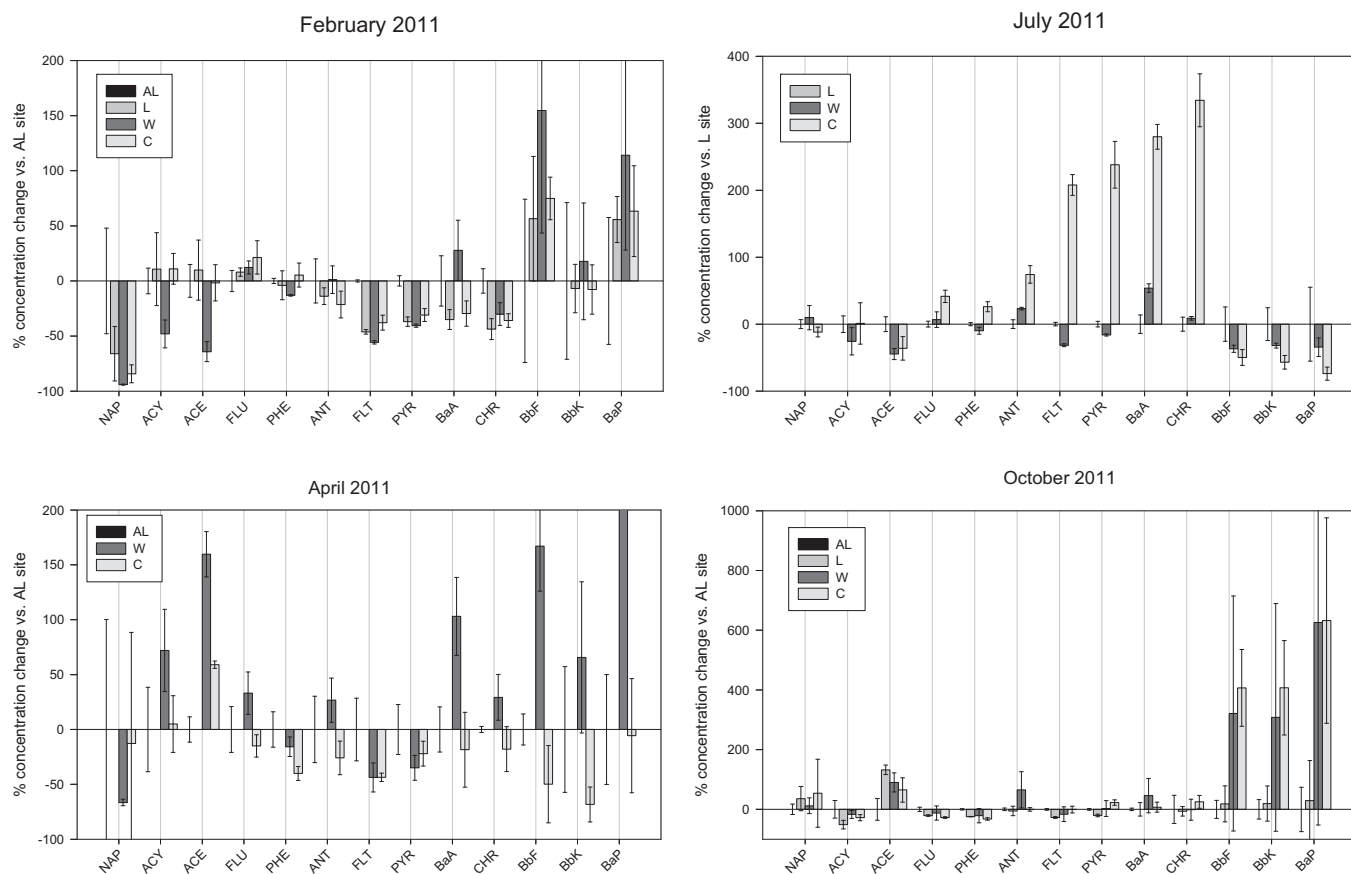 February 2011
% concentration change vs. AL site
200
150
100
50
0
-50
-100
AL
L
W
C
NAP
ACY
ACE
FLU
PHE
ANT
FLT
PYR
BaA
CHR
BbF
BbK
BaP
July 2011
% concentration change vs. L site
400
300
200
100
0
-100
L
W
C
NAP
ACY
ACE
FLU
PHE
ANT
FLT
PYR
BaA
CHR
BbF
BbK
BaP
April 2011
% concentration change vs. AL site
200
150
100
50
0
-50
-100
AL
W
C
NAP
ACY
ACE
FLU
PHE
ANT
FLT
PYR
BaA
CHR
BbF
BbK
BaP
October 2011
% concentration change vs. AL site
1000
800
600
400
200
0
AL
L
W
C
NAP
ACY
ACE
FLU
PHE
ANT
FLT
PYR
BaA
CHR
BbF
BbK
BaP